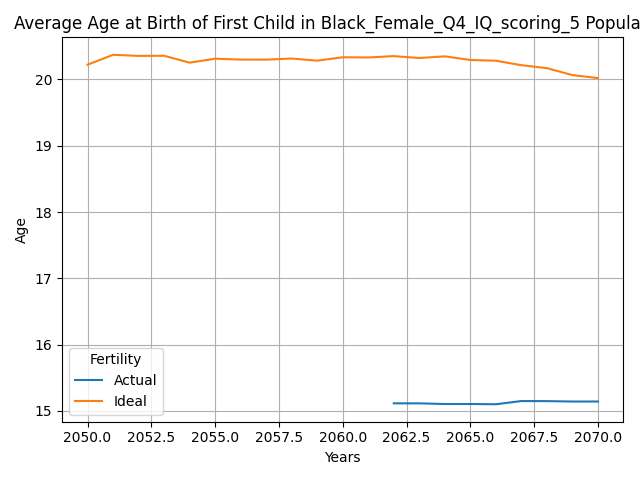 Average Age at Birth of First Child in Black_Female_Q4_IQ_scoring_5 Popula
Age
20
19
18
17
16
15
Fertility
Actual
Ideal
2050.0 2052.5 2055.0 2057.5 2060.0 2062.5 2065.0 2067.5 2070.0
Years